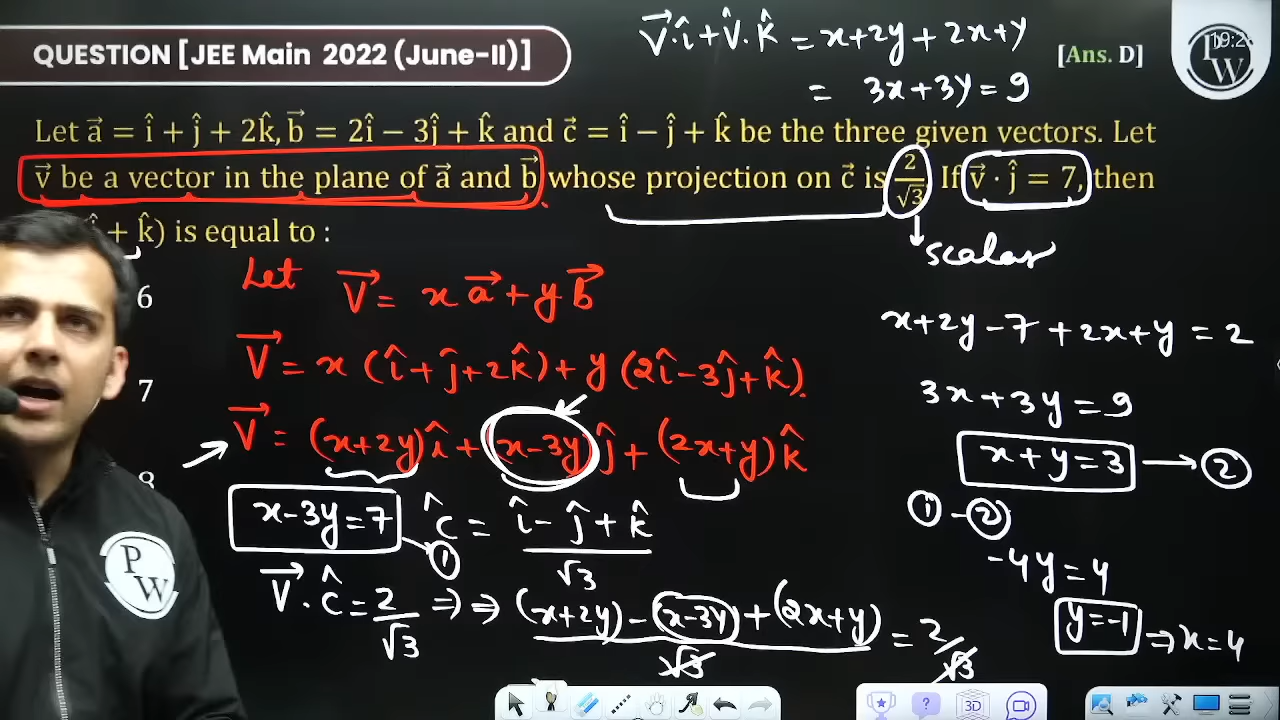 QUESTION [JEE Main 2022 (June-II)]
V⃗·î + V⃗·k̂ = x+2y + 2x+y
= 3x+3y = 9
[Ans. D]
19:2
P W
Let a⃗ = î + ĵ + 2k̂, b⃗ = 2î − 3ĵ + k̂ and c⃗ = î − ĵ + k̂ be the three given vectors. Let
v⃗ be a vector in the plane of a⃗ and b⃗ whose projection on c⃗ is 2/√3. If v⃗ · ĵ = 7, then
+ k̂) is equal to :
scalar
6
7
8
Let V⃗ = x a⃗ + y b⃗
V⃗ = x (î + ĵ + 2k̂) + y (2î − 3ĵ + k̂).
V⃗ = (x+2y)î + (x−3y)ĵ + (2x+y)k̂
x−3y=7 → ①
ĉ = î − ĵ + k̂ / √3
V⃗ · ĉ = 2/√3 ⇒ ⇒ (x+2y) − (x−3y) + (2x+y) / √3 = 2/√3
x+2y − 7 + 2x+y = 2
3x+3y = 9
x+y = 3 → ②
① − ②
-4y = 4
y = -1 ⇒ x = 4
P W
3D